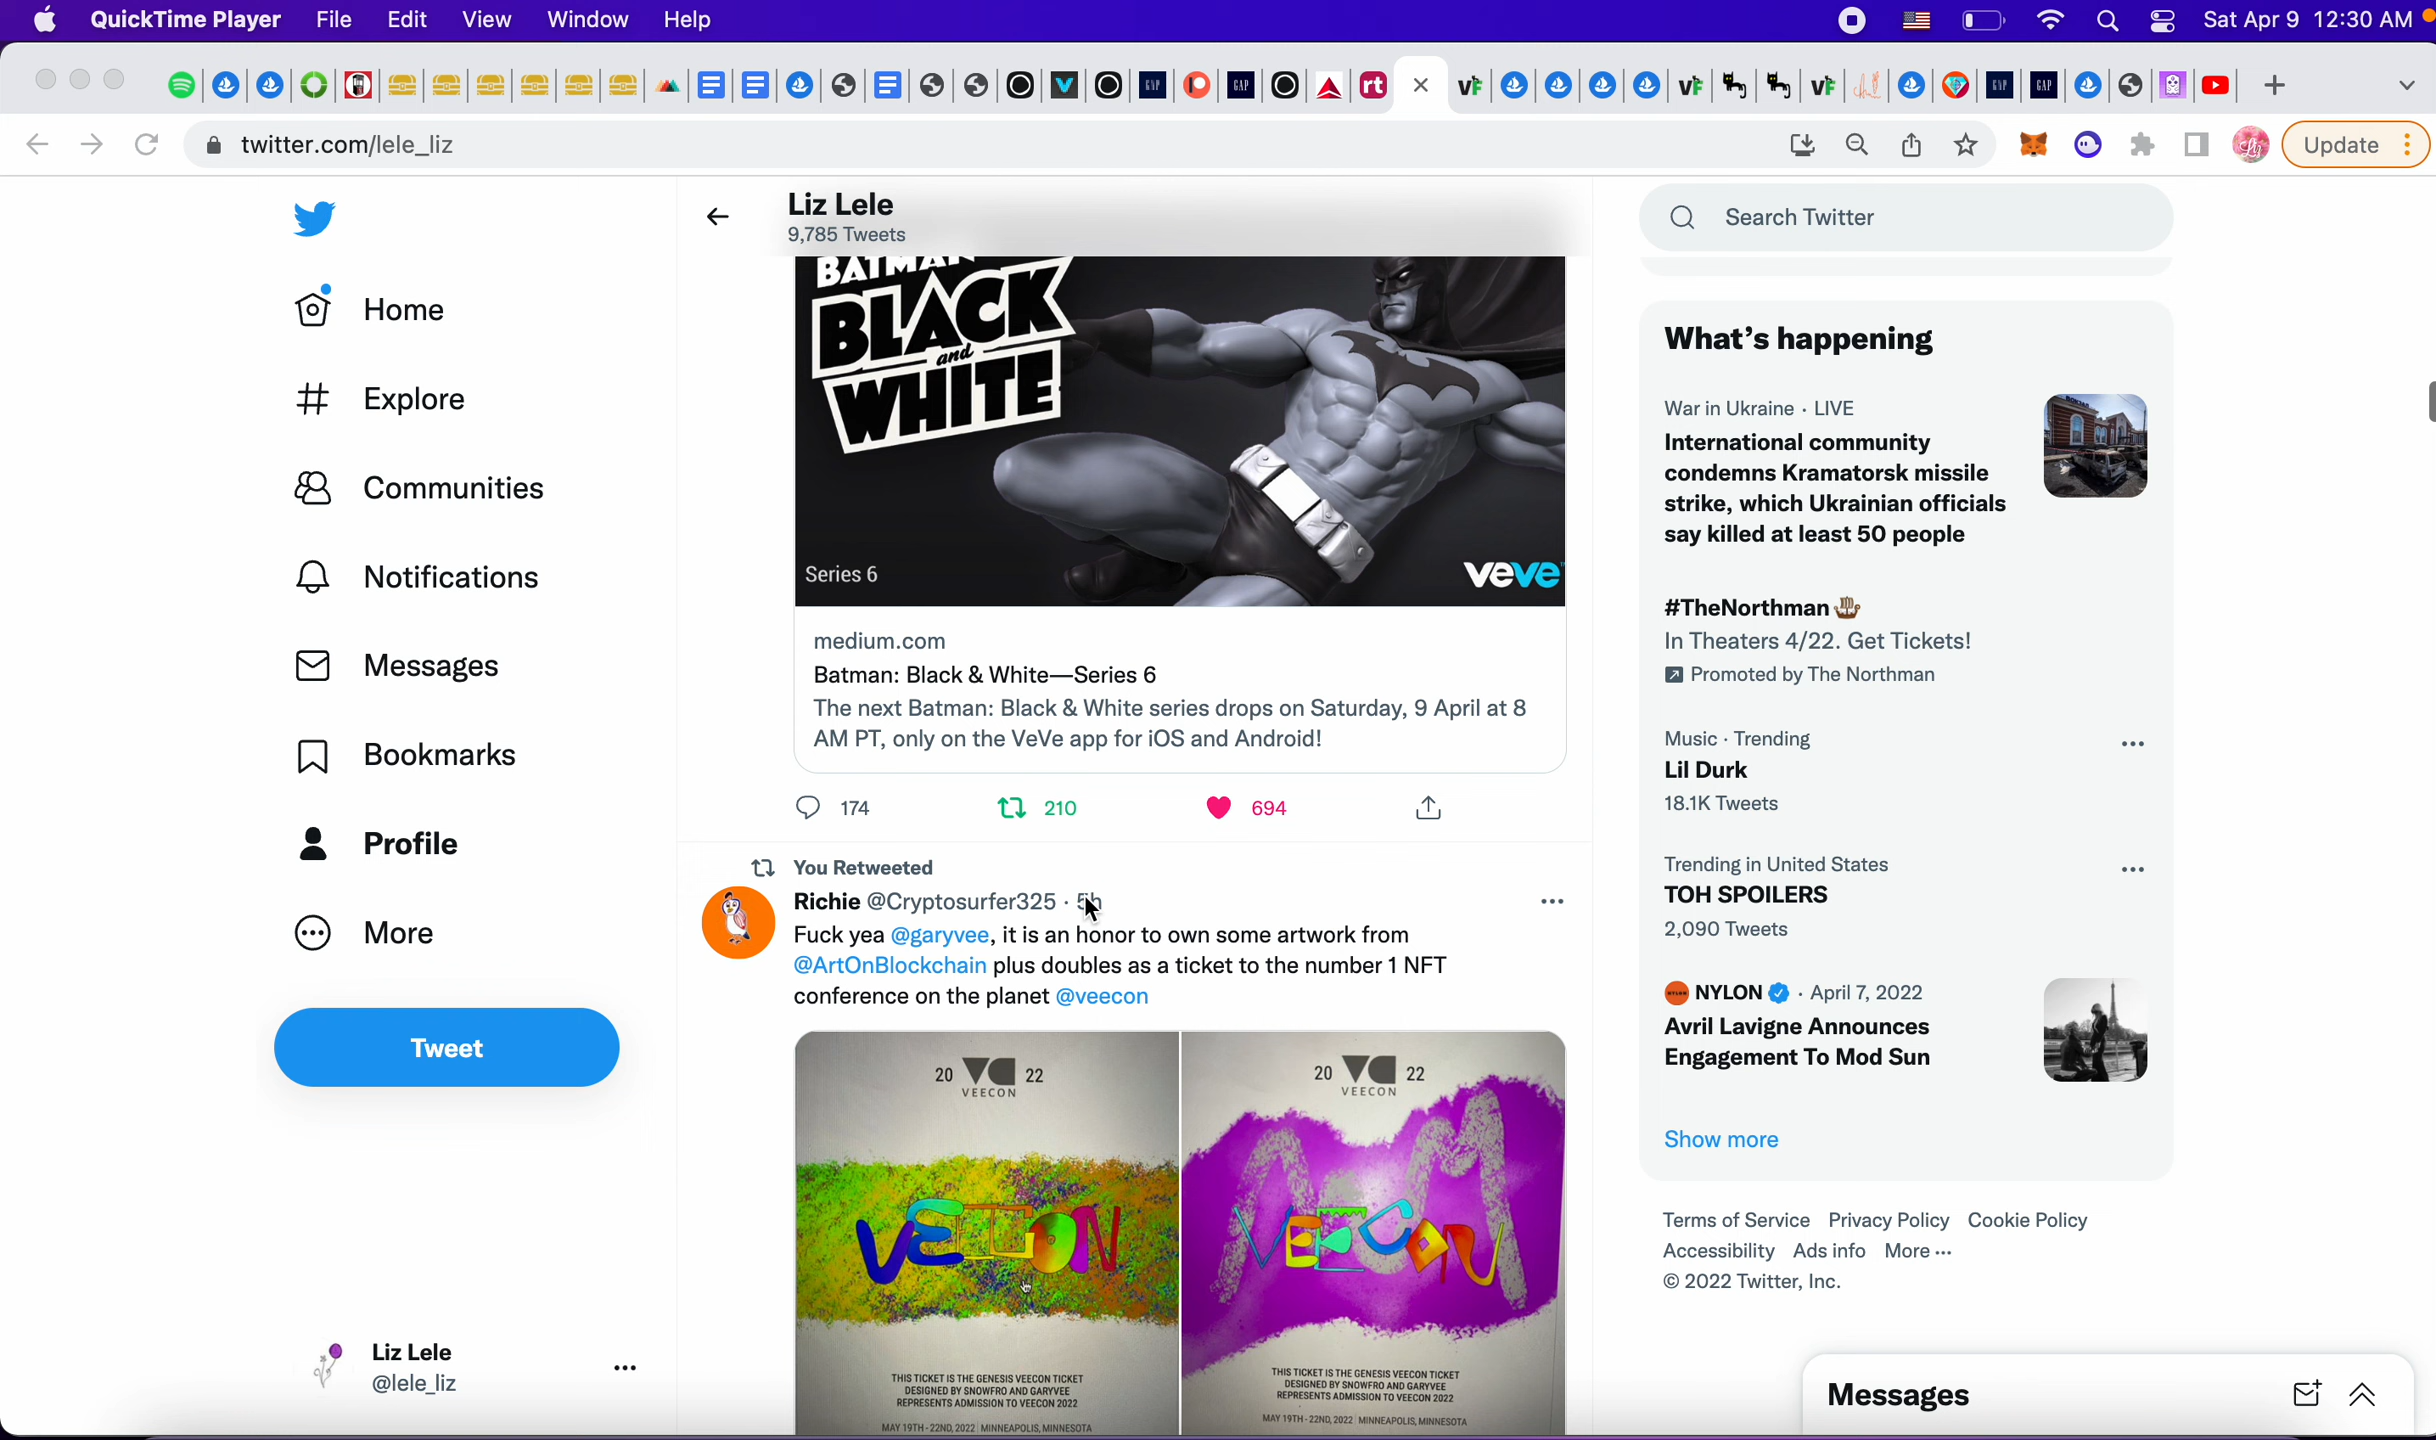 QuickTime Player File Edit View Window Help Sat Apr 9 12:30 AM
twitter.com/lele_liz Update
Liz Lele
9,785 Tweets
Search Twitter
Home
Explore
Communities
Notifications
Messages
Bookmarks
Profile
More
Tweet
Liz Lele
@lele_liz
BATMAN
BLACK
and
WHITE
Series 6
veve
medium.com
Batman: Black & White—Series 6
The next Batman: Black & White series drops on Saturday, 9 April at 8
AM PT, only on the VeVe app for iOS and Android!
174 210 694
You Retweeted
Richie @Cryptosurfer325 · 5h
Fuck yea @garyvee, it is an honor to own some artwork from
@ArtOnBlockchain plus doubles as a ticket to the number 1 NFT
conference on the planet @veecon
20 22
VEECON
VEECON
THIS TICKET IS THE GENESIS VEECON TICKET
DESIGNED BY SNOWFRO AND GARYVEE
REPRESENTS ADMISSION TO VEECON 2022
MAY 19TH - 22ND, 2022 | MINNEAPOLIS, MINNESOTA
20 22
VEECON
VEECON
THIS TICKET IS THE GENESIS VEECON TICKET
DESIGNED BY SNOWFRO AND GARYVEE
REPRESENTS ADMISSION TO VEECON 2022
MAY 19TH - 22ND, 2022 | MINNEAPOLIS, MINNESOTA
What's happening
War in Ukraine · LIVE
International community
condemns Kramatorsk missile
strike, which Ukrainian officials
say killed at least 50 people
#TheNorthman
In Theaters 4/22. Get Tickets!
Promoted by The Northman
Music · Trending
Lil Durk
18.1K Tweets
Trending in United States
TOH SPOILERS
2,090 Tweets
NYLON · April 7, 2022
Avril Lavigne Announces
Engagement To Mod Sun
Show more
Terms of Service Privacy Policy Cookie Policy
Accessibility Ads info More ···
© 2022 Twitter, Inc.
Messages